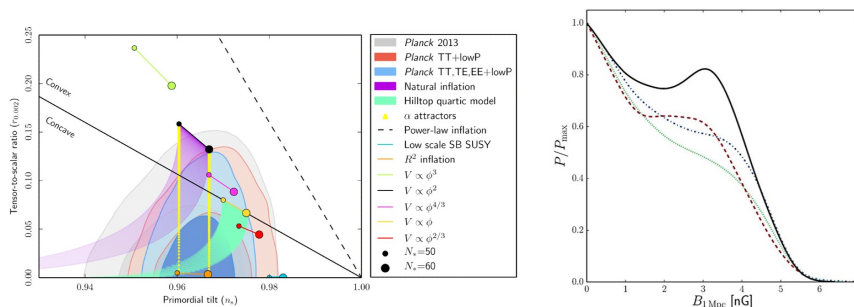 Tensor-to-scalar ratio (r0.002)
0.25
0.20
0.15
0.10
0.05
0.00
Convex
Concave
0.94
0.96
0.98
1.00
Primordial tilt (ns)
Planck 2013
Planck TT+lowP
Planck TT,TE,EE+lowP
Natural inflation
Hilltop quartic model
α attractors
Power-law inflation
Low scale SB SUSY
R² inflation
V ∝ ϕ³
V ∝ ϕ²
V ∝ ϕ^4/3
V ∝ ϕ
V ∝ ϕ^2/3
N*=50
N*=60
P/Pmax
1.0
0.8
0.6
0.4
0.2
0.0
0 1 2 3 4 5 6
B1 Mpc [nG]